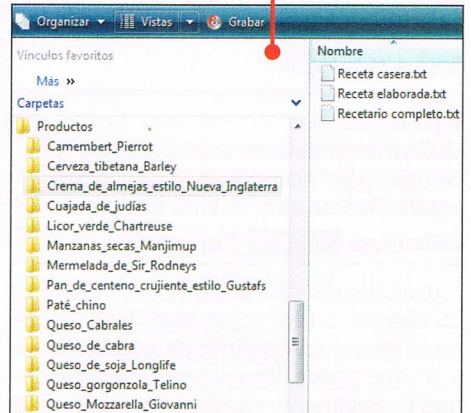 Organizar Vistas Grabar
Vínculos favoritos
Más »
Carpetas
Productos
Camembert_Pierrot
Cerveza_tibetana_Barley
Crema_de_almejas_estilo_Nueva_Inglaterra
Cuajada_de_judías
Licor_verde_Chartreuse
Manzanas_secas_Manjimup
Mermelada_de_Sir_Rodneys
Pan_de_centeno_crujiente_estilo_Gustafs
Paté_chino
Queso_Cabrales
Queso_de_cabra
Queso_de_soja_Longlife
Queso_gorgonzola_Telino
Queso_Mozzarella_Giovanni
Nombre
Receta casera.txt
Receta elaborada.txt
Recetario completo.txt